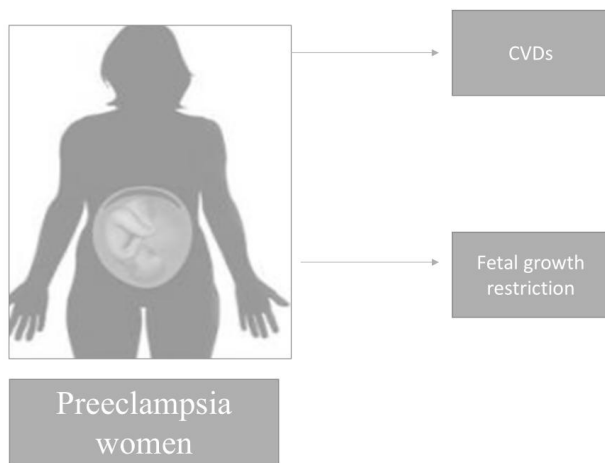 CVDs
Fetal growth
restriction
Preeclampsia
women